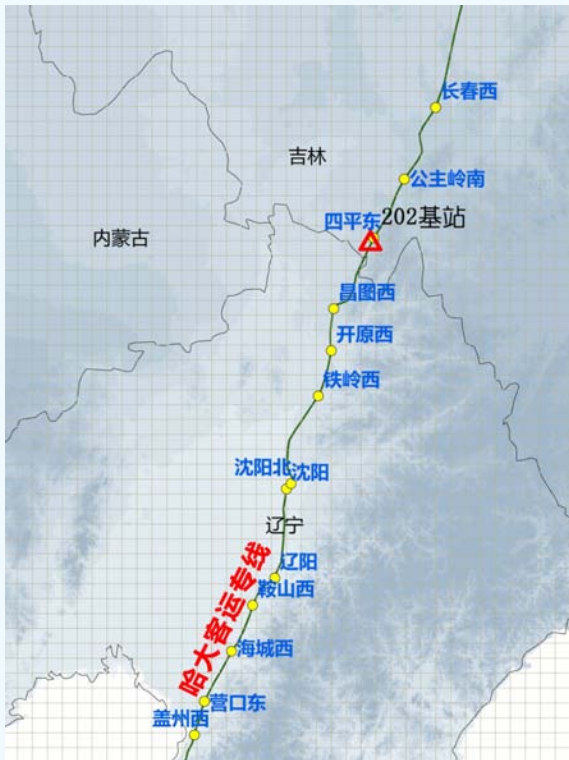 长春西
吉林
公主岭南
四平东
202基站
内蒙古
昌图西
开原西
铁岭西
沈阳北
沈阳
辽宁
辽阳
鞍山西
哈大客运专线
海城西
营口东
盖州西